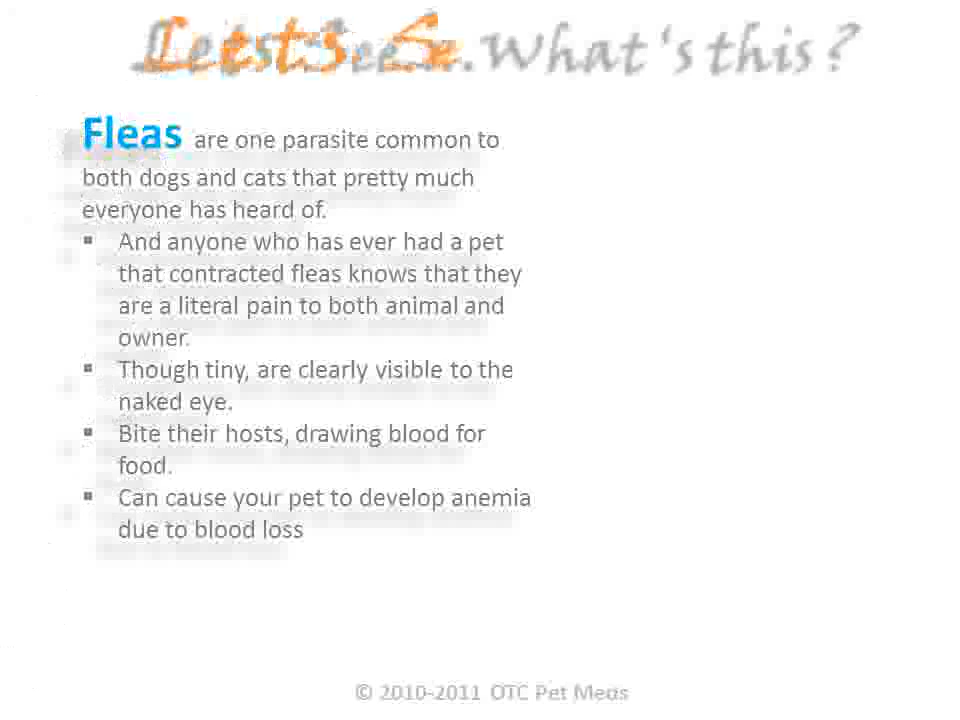 Let's See...What's this?
Fleas are one parasite common to
both dogs and cats that pretty much
everyone has heard of.
▪ And anyone who has ever had a pet
that contracted fleas knows that they
are a literal pain to both animal and
owner.
▪ Though tiny, are clearly visible to the
naked eye.
▪ Bite their hosts, drawing blood for
food.
▪ Can cause your pet to develop anemia
due to blood loss
© 2010-2011 OTC Pet Meds